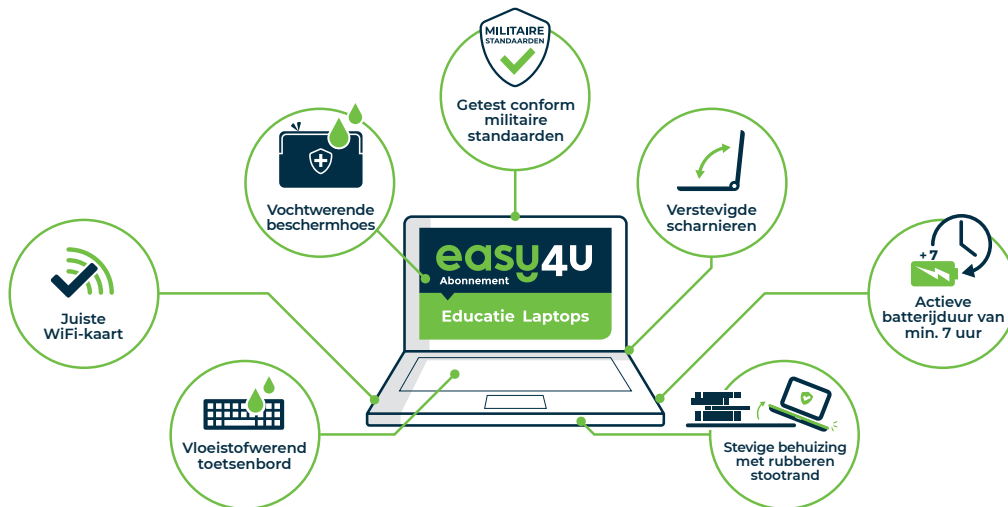 MILITAIRE
STANDAARDEN
Getest conform
militaire
standaarden
Vochtwerende
beschermhoes
Verstevigde
scharnieren
Juiste
WiFi-kaart
easy4u
Abonnement
Educatie Laptops
+7
Actieve
batterijduur van
min. 7 uur
Vloeistofwerend
toetsenbord
Stevige behuizing
met rubberen
stootrand